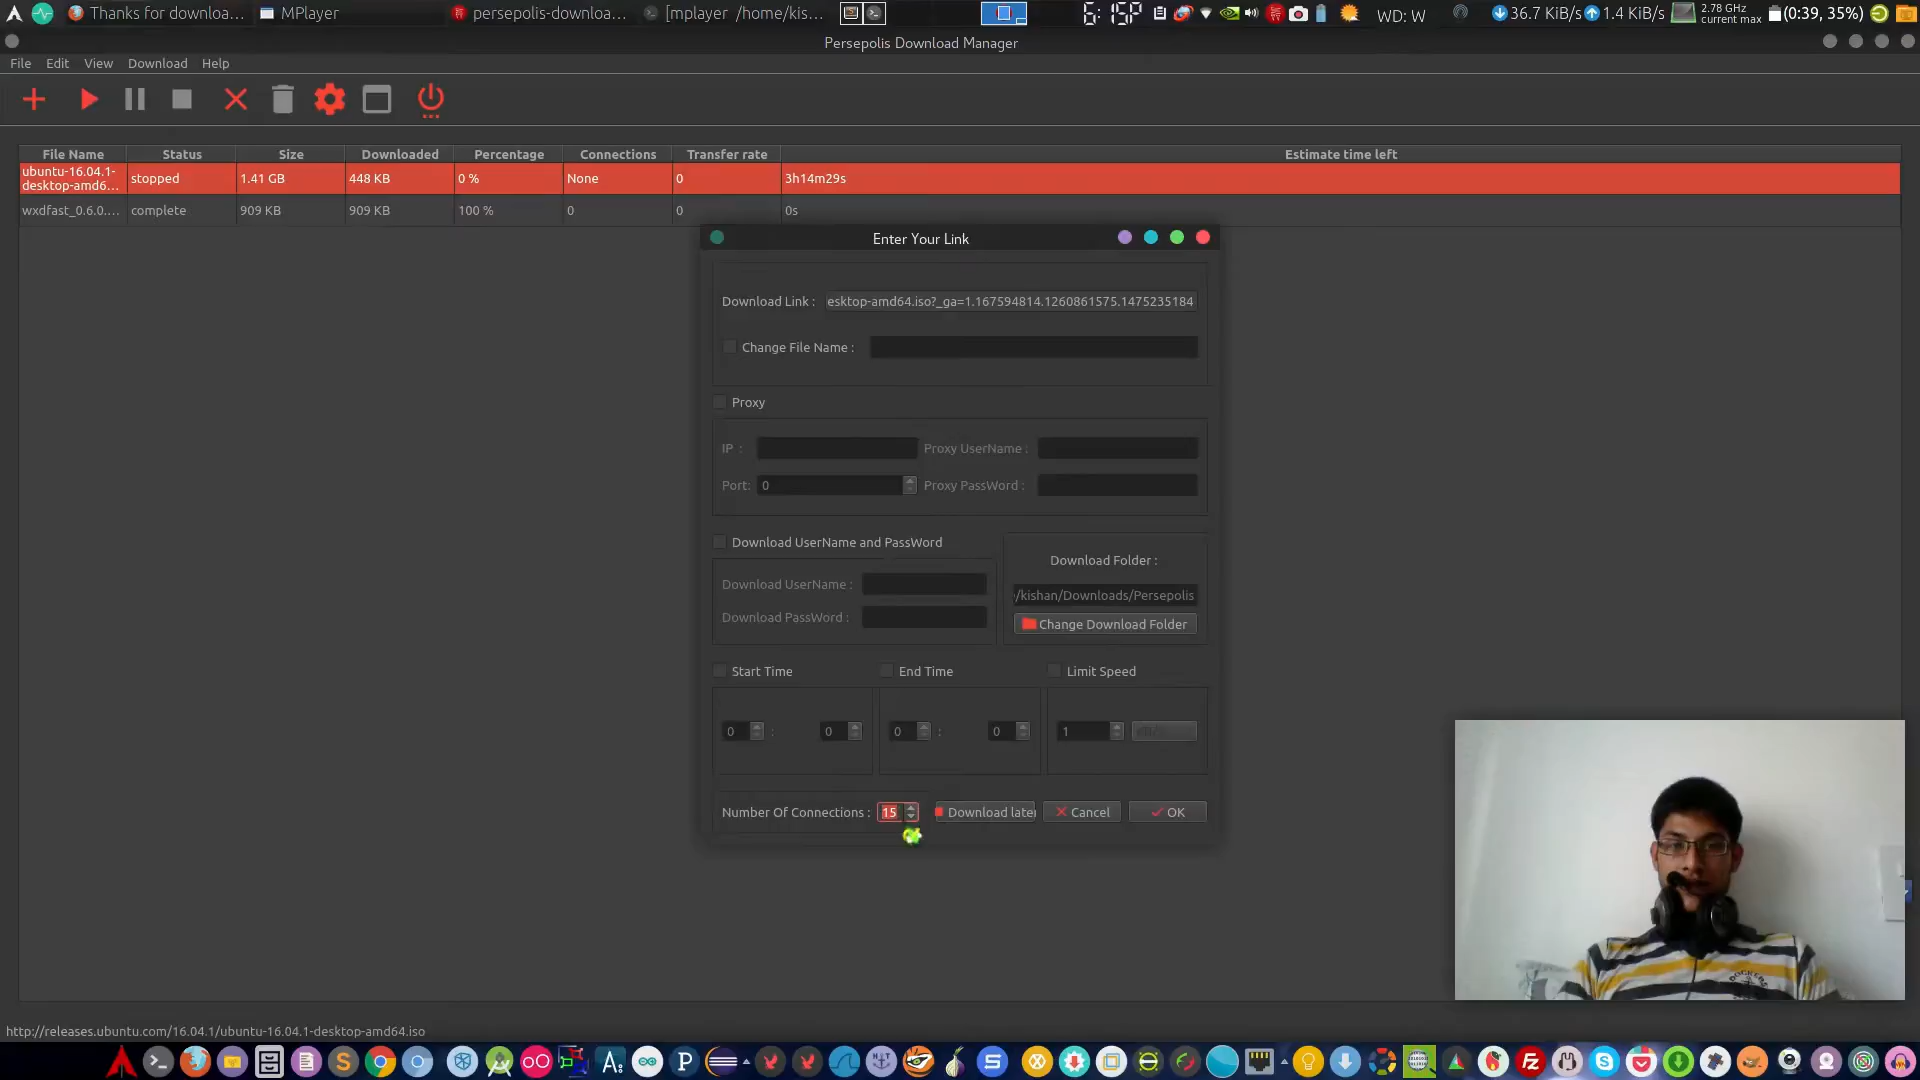 Thanks for downloa... MPlayer persepolis-downloa... [mplayer /home/kis... 6:15P WD: W 36.7 KiB/s 1.4 KiB/s 2.78 GHz current max (0:39, 35%)
Persepolis Download Manager
File Edit View Download Help
File Name Status Size Downloaded Percentage Connections Transfer rate Estimate time left
ubuntu-16.04.1-
desktop-amd6... stopped 1.41 GB 448 KB 0 % None 0 3h14m29s
wxdfast_0.6.0.... complete 909 KB 909 KB 100 % 0 0 0s
Enter Your Link
Download Link : esktop-amd64.iso?_ga=1.167594814.1260861575.1475235184
Change File Name :
Proxy
IP : Proxy UserName :
Port: 0 Proxy PassWord :
Download UserName and PassWord
Download Folder :
Download UserName :
/kishan/Downloads/Persepolis
Download PassWord :
Change Download Folder
Start Time End Time Limit Speed
0 : 0 0 : 0 1
Number Of Connections : 15 Download late Cancel OK
DOCKERS
http://releases.ubuntu.com/16.04.1/ubuntu-16.04.1-desktop-amd64.iso